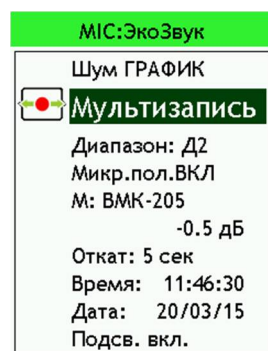 MIC:ЭкоЗвук
Шум ГРАФИК
Мультизапись
Диапазон: Д2
Микр.пол.ВКЛ
М: ВМК-205
-0.5 дБ
Откат: 5 сек
Время: 11:46:30
Дата: 20/03/15
Подсв. вкл.